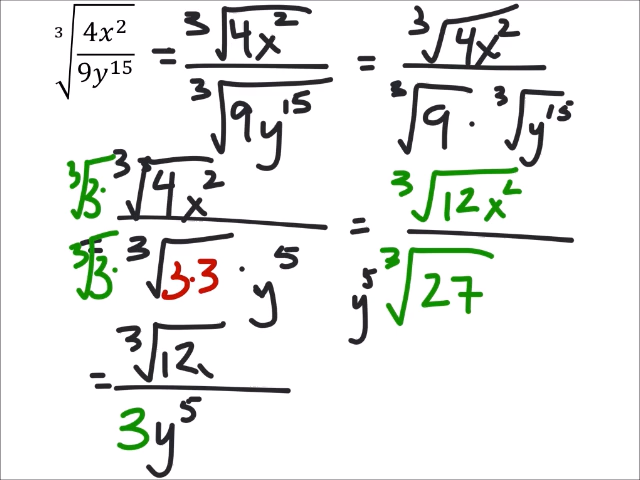 ∛(4x²/9y¹⁵) = ∛4x² / ∛9y¹⁵ = ∛4x² / (∛9 · ∛y¹⁵)
= (∛3 · ∛4x²) / (∛3 · ∛3·3 · y⁵) = ∛12x² / (y⁵ ∛27)
= ∛12 / 3y⁵